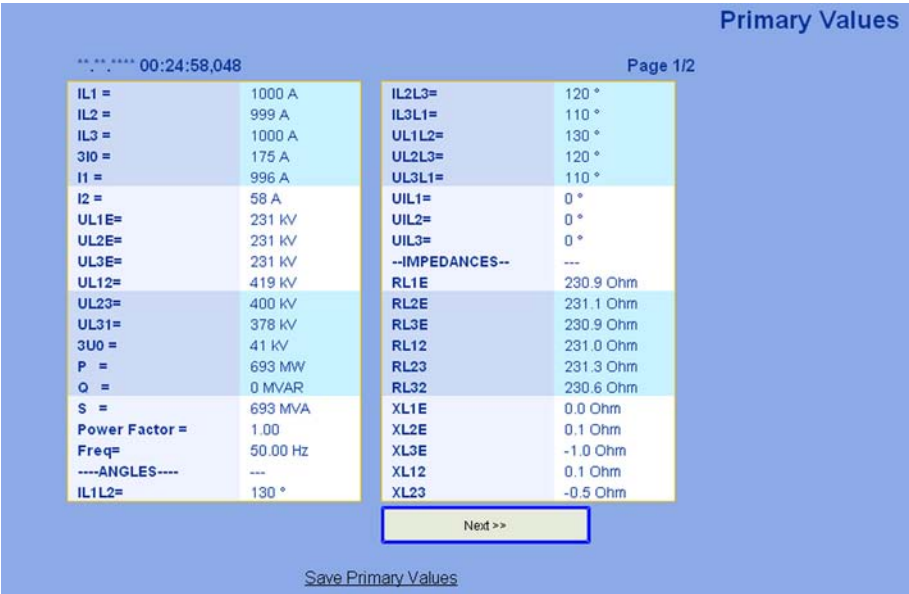 Primary Values
**.**.**** 00:24:58,048
Page 1/2
IL1 = 1000 A
IL2 = 999 A
IL3 = 1000 A
3I0 = 175 A
I1 = 996 A
I2 = 58 A
UL1E= 231 kV
UL2E= 231 kV
UL3E= 231 kV
UL12= 419 kV
UL23= 400 kV
UL31= 378 kV
3U0 = 41 kV
P = 693 MW
Q = 0 MVAR
S = 693 MVA
Power Factor = 1.00
Freq= 50.00 Hz
----ANGLES---- ---
IL1L2= 130 °
IL2L3= 120 °
IL3L1= 110 °
UL1L2= 130 °
UL2L3= 120 °
UL3L1= 110 °
UIL1= 0 °
UIL2= 0 °
UIL3= 0 °
--IMPEDANCES-- ---
RL1E 230.9 Ohm
RL2E 231.1 Ohm
RL3E 230.9 Ohm
RL12 231.0 Ohm
RL23 231.3 Ohm
RL32 230.6 Ohm
XL1E 0.0 Ohm
XL2E 0.1 Ohm
XL3E -1.0 Ohm
XL12 0.1 Ohm
XL23 -0.5 Ohm
Next >>
Save Primary Values